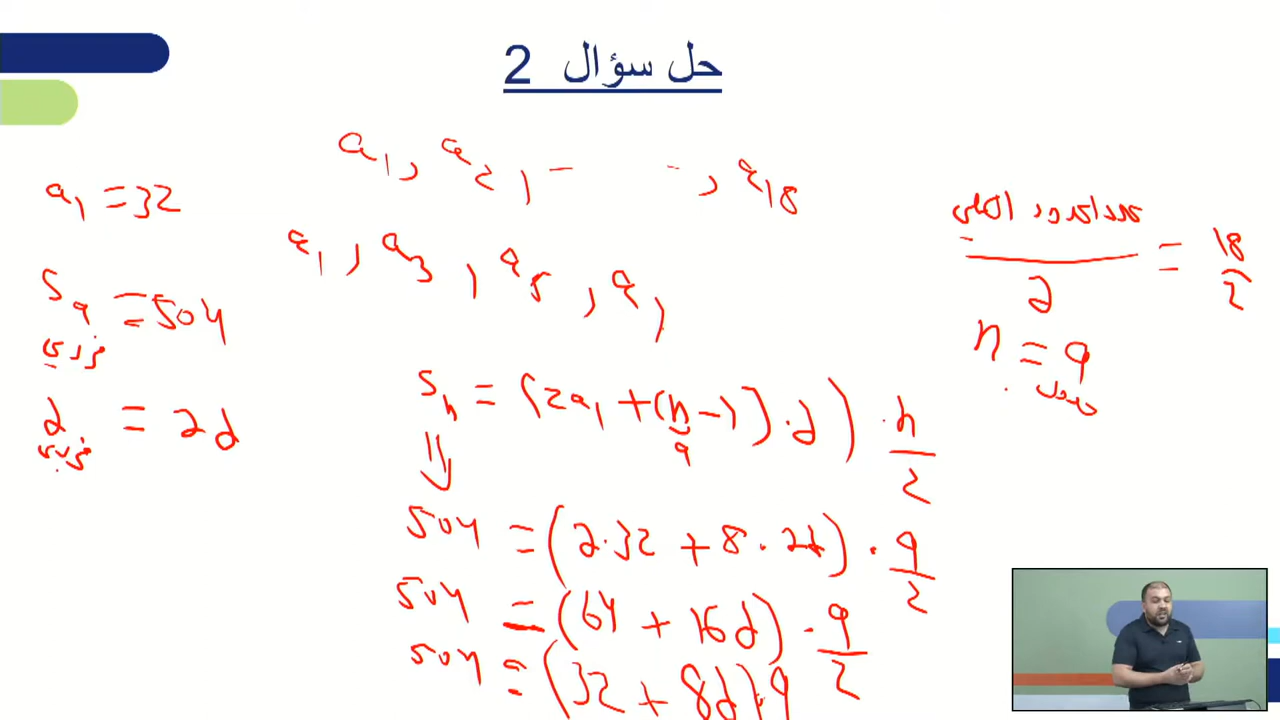 حل سؤال 2
a₁ , a₂ , – – , a₁₈
a₁ = 32
a₁ , a₃ , a₅ , a₇
S₉ فردي = 504
d فردي = 2d
عدد الحدود الكلي / 2 = 18/2
n = 9
Sₙ = (2a₁ + (n – 1) · d) · n/2
9
⇓
504 = (2·32 + 8 · 2d) · 9/2
504 = (64 + 16d) · 9/2
504 = (32 + 8d) · 9